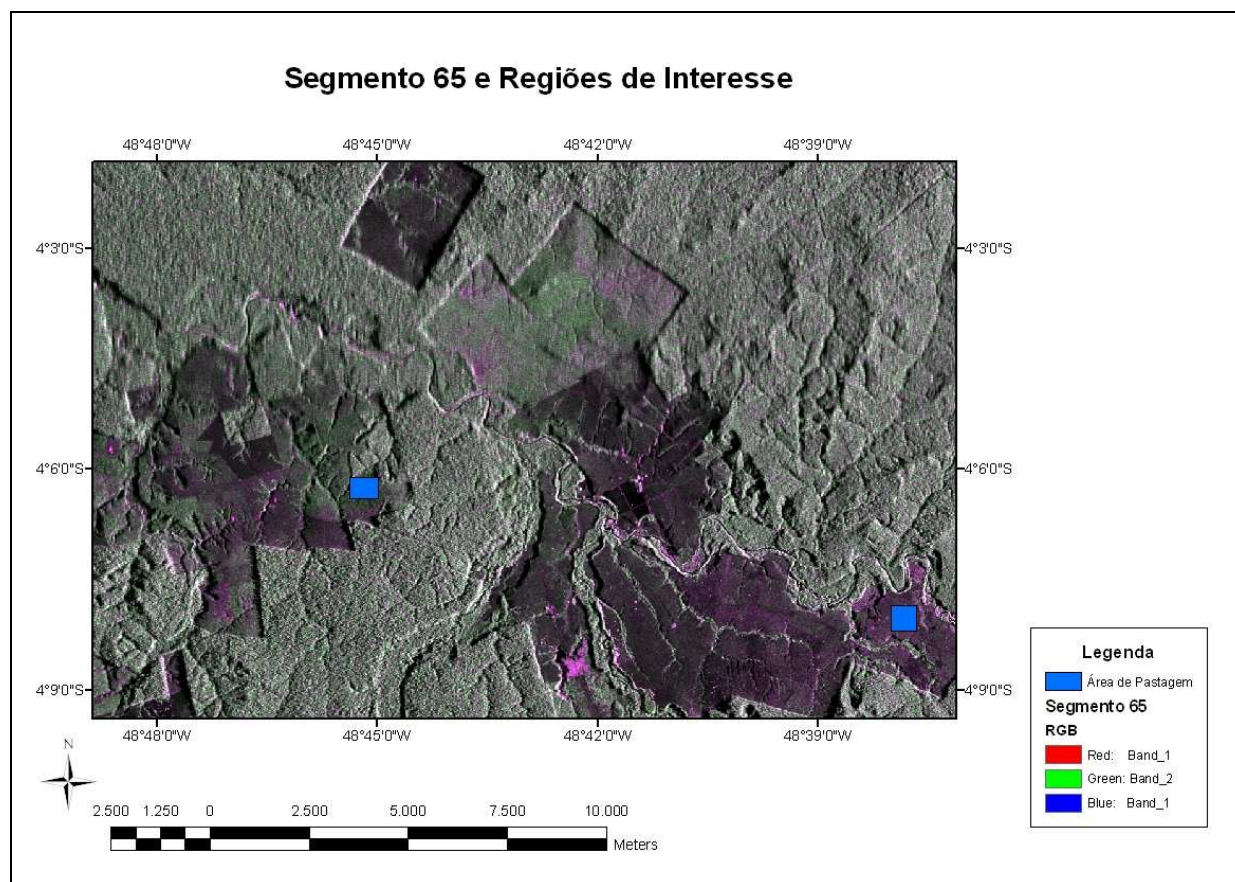 Segmento 65 e Regiões de Interesse
48°48'0"W 48°45'0"W 48°42'0"W 48°39'0"W
4°3'0"S 4°3'0"S
4°6'0"S 4°6'0"S
4°9'0"S 4°9'0"S
48°48'0"W 48°45'0"W 48°42'0"W 48°39'0"W
N
2.500 1.250 0 2.500 5.000 7.500 10.000
Meters
Legenda
Área de Pastagem
Segmento 65
RGB
Red: Band_1
Green: Band_2
Blue: Band_1